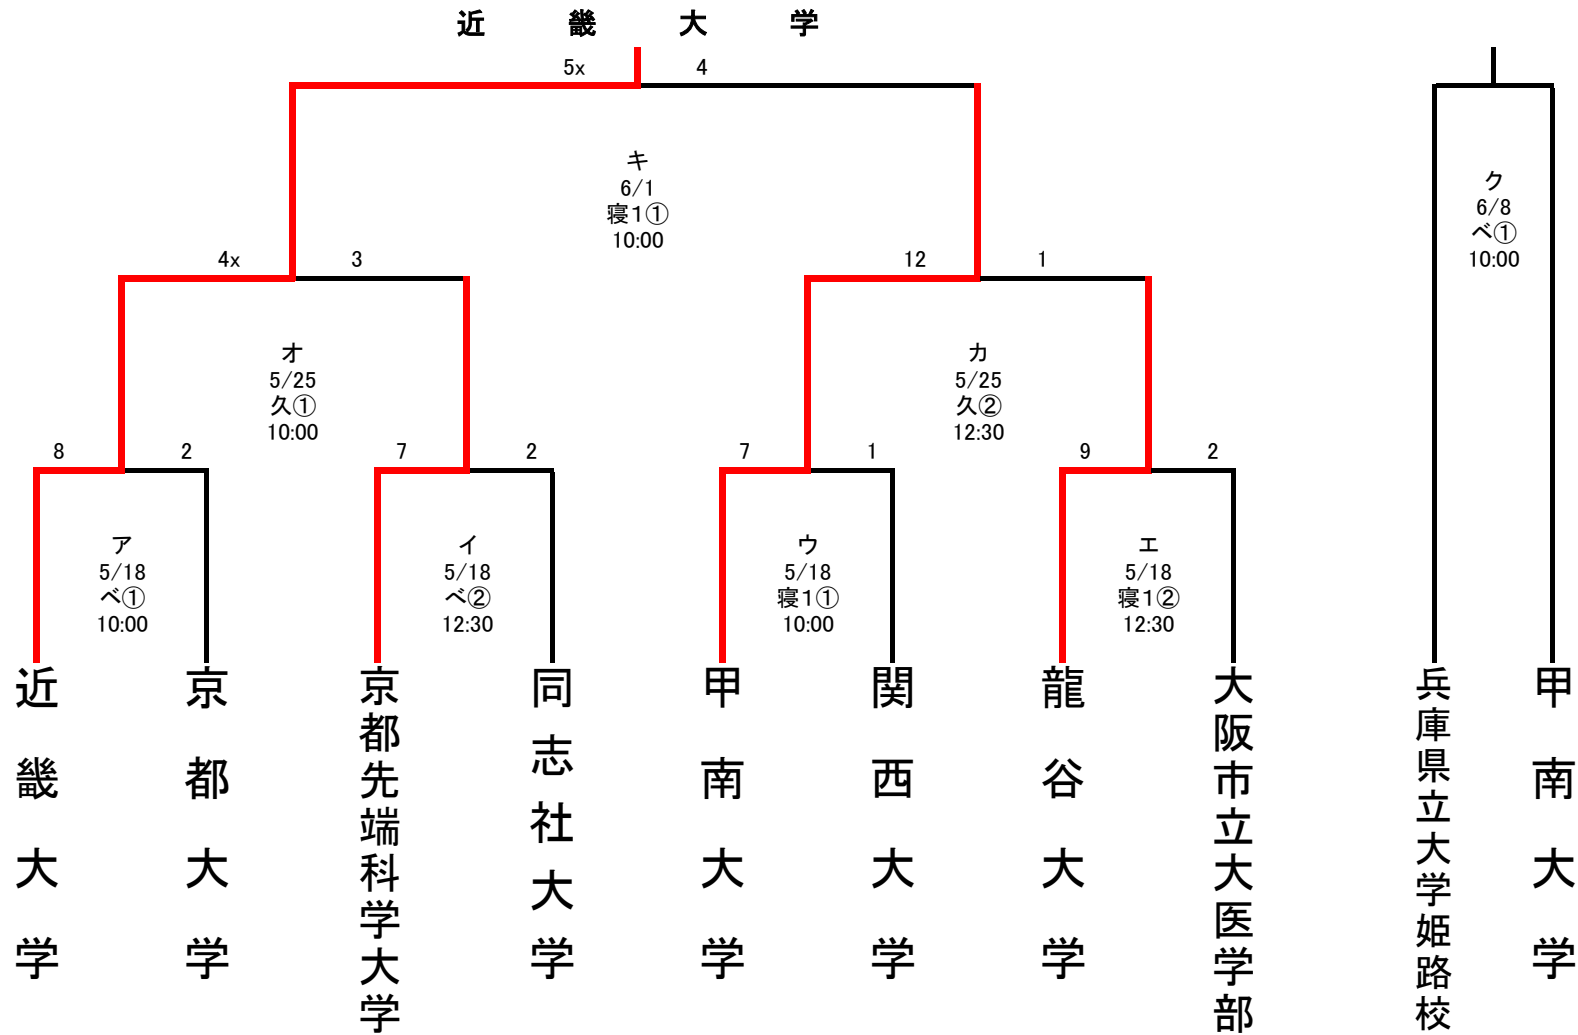 近畿大学
5x 4
キ
6/1
寝1①
10:00
ク
6/8
べ①
10:00
4x 3 12 1
オ
5/25
久①
10:00
カ
5/25
久②
12:30
8 2 7 2 7 1 9 2
ア
5/18
べ①
10:00
イ
5/18
べ②
12:30
ウ
5/18
寝1①
10:00
エ
5/18
寝1②
12:30
近畿大学
京都大学
京都先端科学大学
同志社大学
甲南大学
関西大学
龍谷大学
大阪市立大医学部
兵庫県立大学姫路校
甲南大学